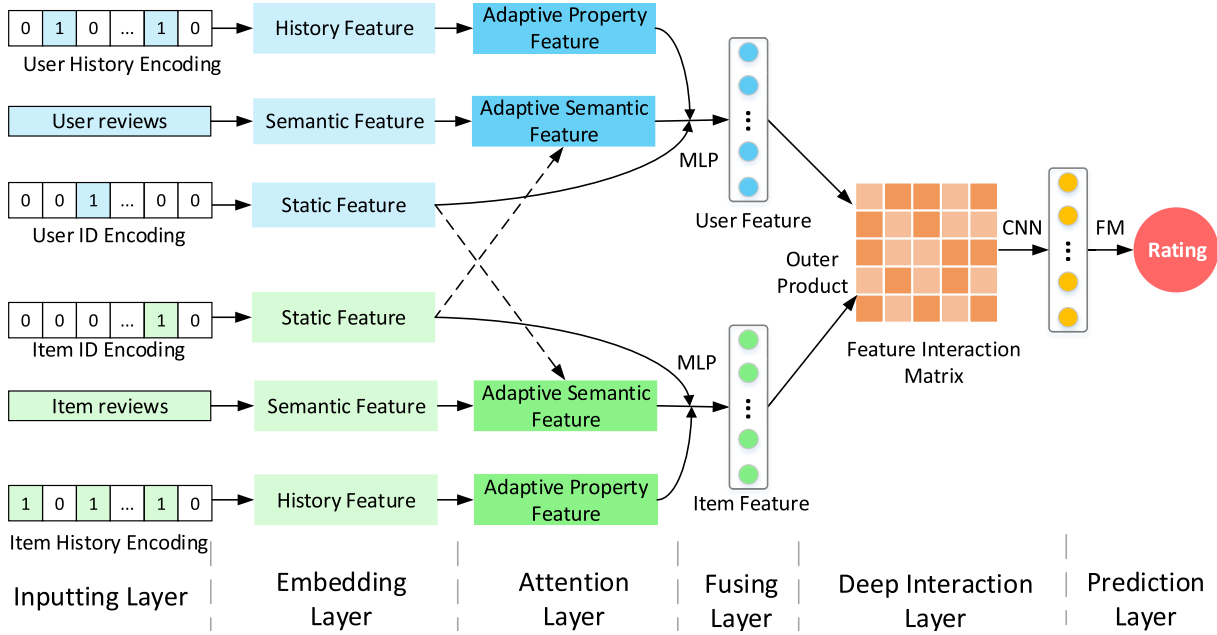 0 1 0 ... 1 0
User History Encoding
History Feature
Adaptive Property
Feature
User reviews
Semantic Feature
Adaptive Semantic
Feature
MLP
User Feature
0 0 1 ... 0 0
User ID Encoding
Static Feature
0 0 0 ... 1 0
Item ID Encoding
Static Feature
MLP
Item reviews
Semantic Feature
Adaptive Semantic
Feature
Item Feature
1 0 1 ... 1 0
Item History Encoding
History Feature
Adaptive Property
Feature
Outer
Product
Feature Interaction
Matrix
CNN
FM
Rating
Inputting Layer
Embedding
Layer
Attention
Layer
Fusing
Layer
Deep Interaction
Layer
Prediction
Layer